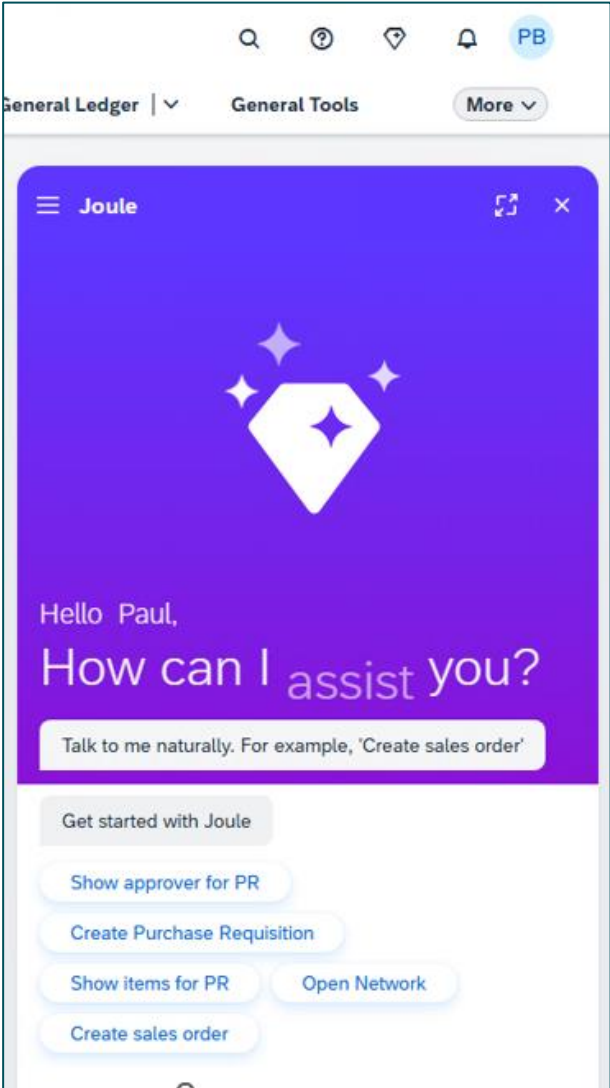 PB
General Ledger
General Tools
More
Joule
Hello Paul,
How can I assist you?
Talk to me naturally. For example, 'Create sales order'
Get started with Joule
Show approver for PR
Create Purchase Requisition
Show items for PR
Open Network
Create sales order